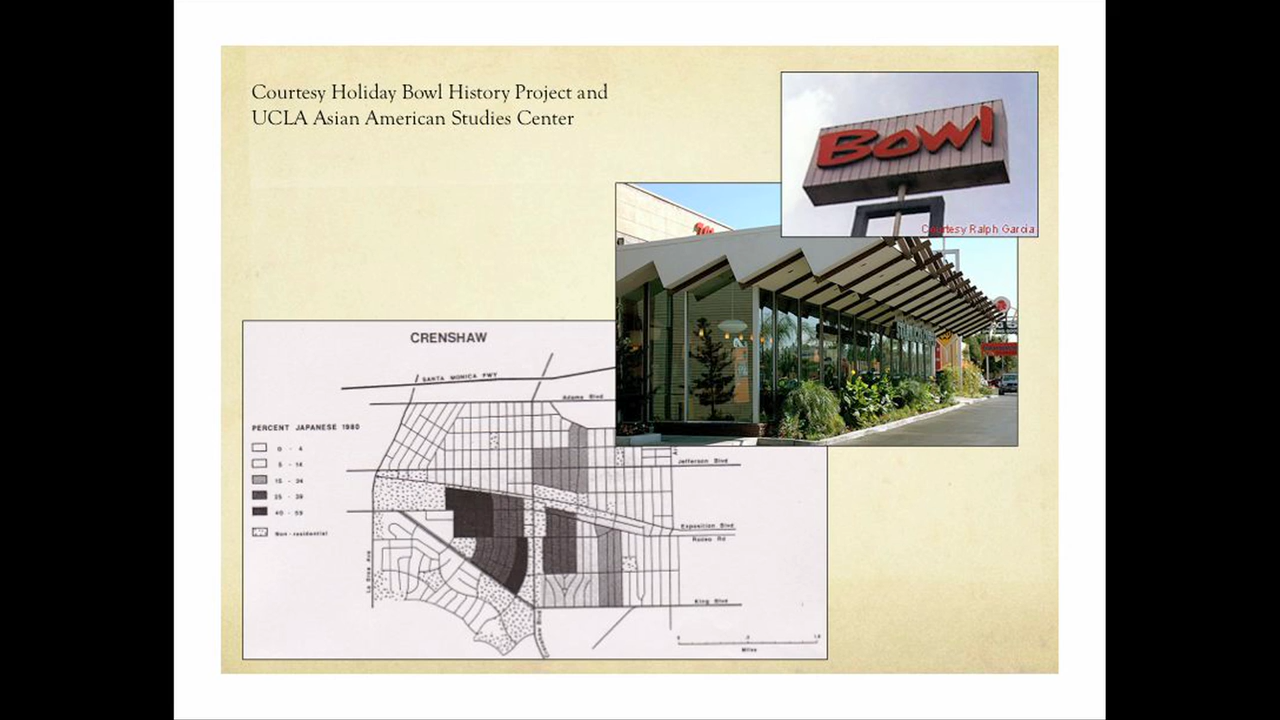 Courtesy Holiday Bowl History Project and
UCLA Asian American Studies Center
Bowl
Courtesy Ralph Garcia
CRENSHAW
SANTA MONICA FWY
Adams Blvd
PERCENT JAPANESE 1980
0 - 4
5 - 14
15 - 24
25 - 39
40 - 59
Non-residential
Jefferson Blvd
Exposition Blvd
Rodeo Rd
La Brea Ave
King Blvd
Miles